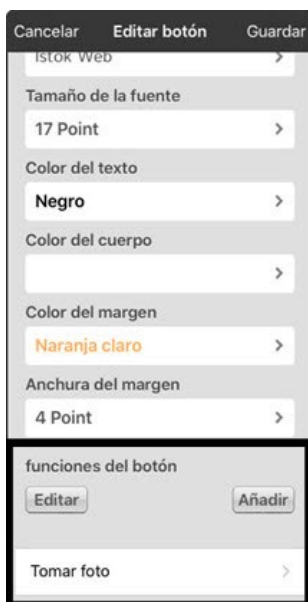 Cancelar Editar botón Guardar
Istok Web
Tamaño de la fuente
17 Point
Color del texto
Negro
Color del cuerpo
Color del margen
Naranja claro
Anchura del margen
4 Point
funciones del botón
Editar Añadir
Tomar foto